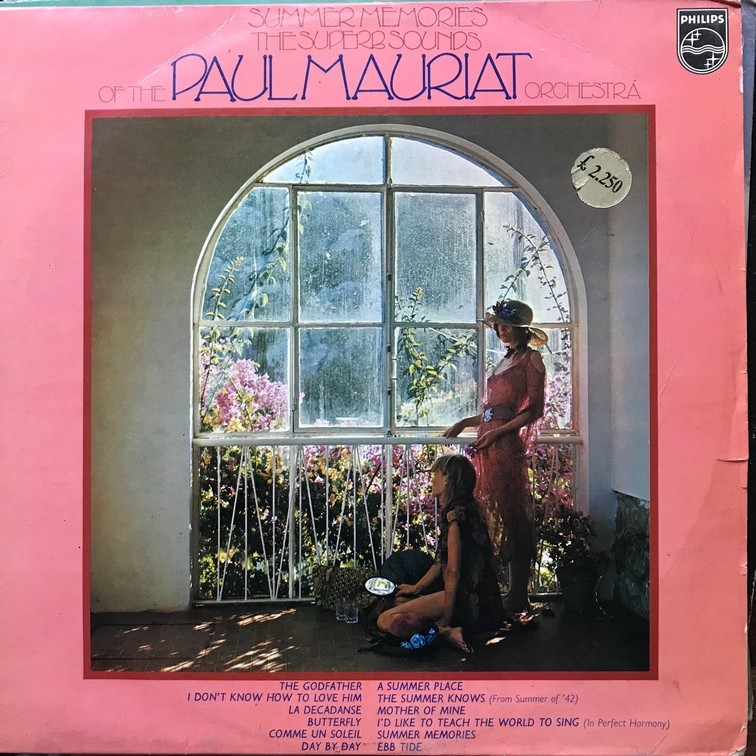 SUMMER MEMORIES
THE SUPERB SOUNDS
OF THE PAUL MAURIAT ORCHESTRA
PHILIPS
£ 2.250
THE GODFATHER
I DON'T KNOW HOW TO LOVE HIM
LA DECADANSE
BUTTERFLY
COMME UN SOLEIL
DAY BY DAY
A SUMMER PLACE
THE SUMMER KNOWS (From Summer of '42)
MOTHER OF MINE
I'D LIKE TO TEACH THE WORLD TO SING (In Perfect Harmony)
SUMMER MEMORIES
EBB TIDE